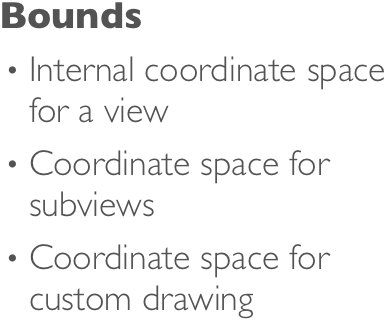 Bounds
• Internal coordinate space
for a view
• Coordinate space for
subviews
• Coordinate space for
custom drawing